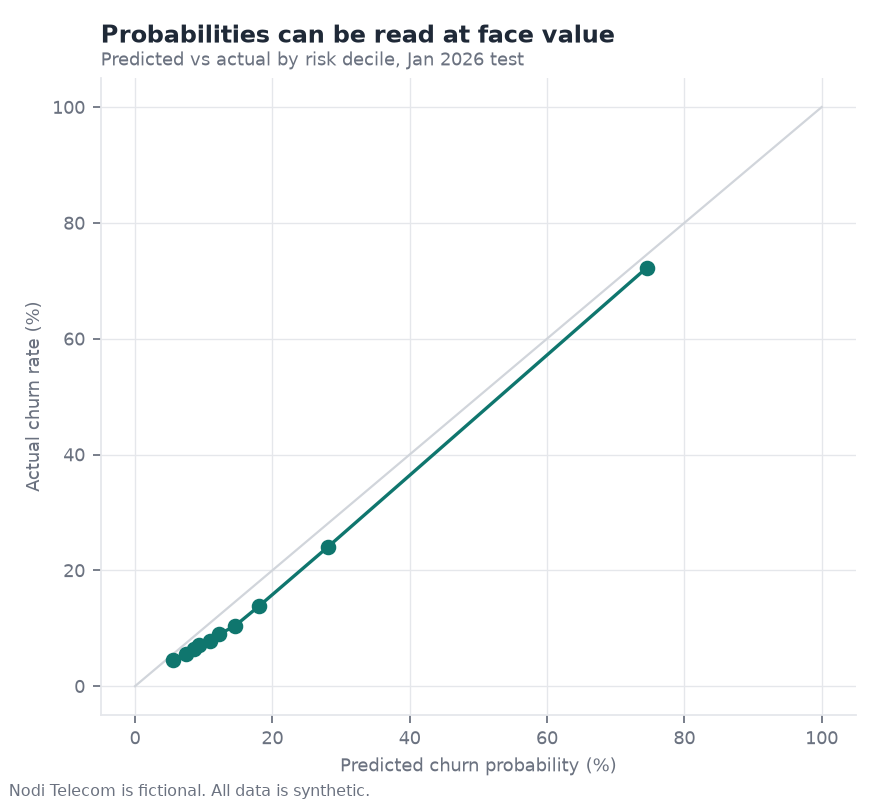 Probabilities can be read at face value
Predicted vs actual by risk decile, Jan 2026 test
100
80
60
40
20
0
Actual churn rate (%)
0 20 40 60 80 100
Predicted churn probability (%)
Nodi Telecom is fictional. All data is synthetic.